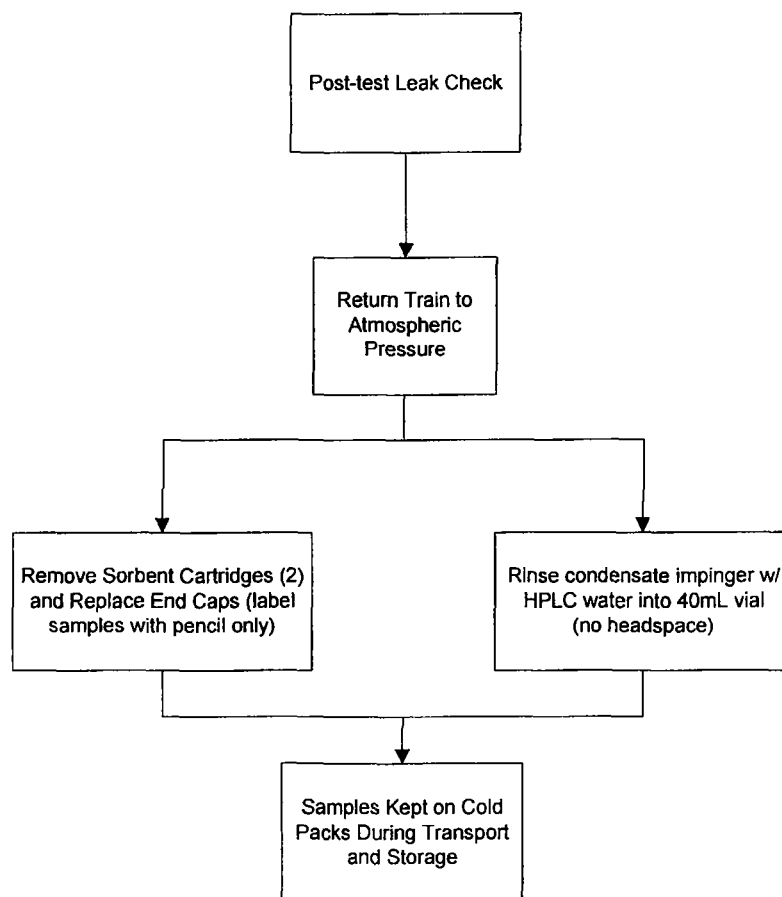 Post-test Leak Check
Return Train to
Atmospheric
Pressure
Remove Sorbent Cartridges (2)
and Replace End Caps (label
samples with pencil only)
Rinse condensate impinger w/
HPLC water into 40mL vial
(no headspace)
Samples Kept on Cold
Packs During Transport
and Storage